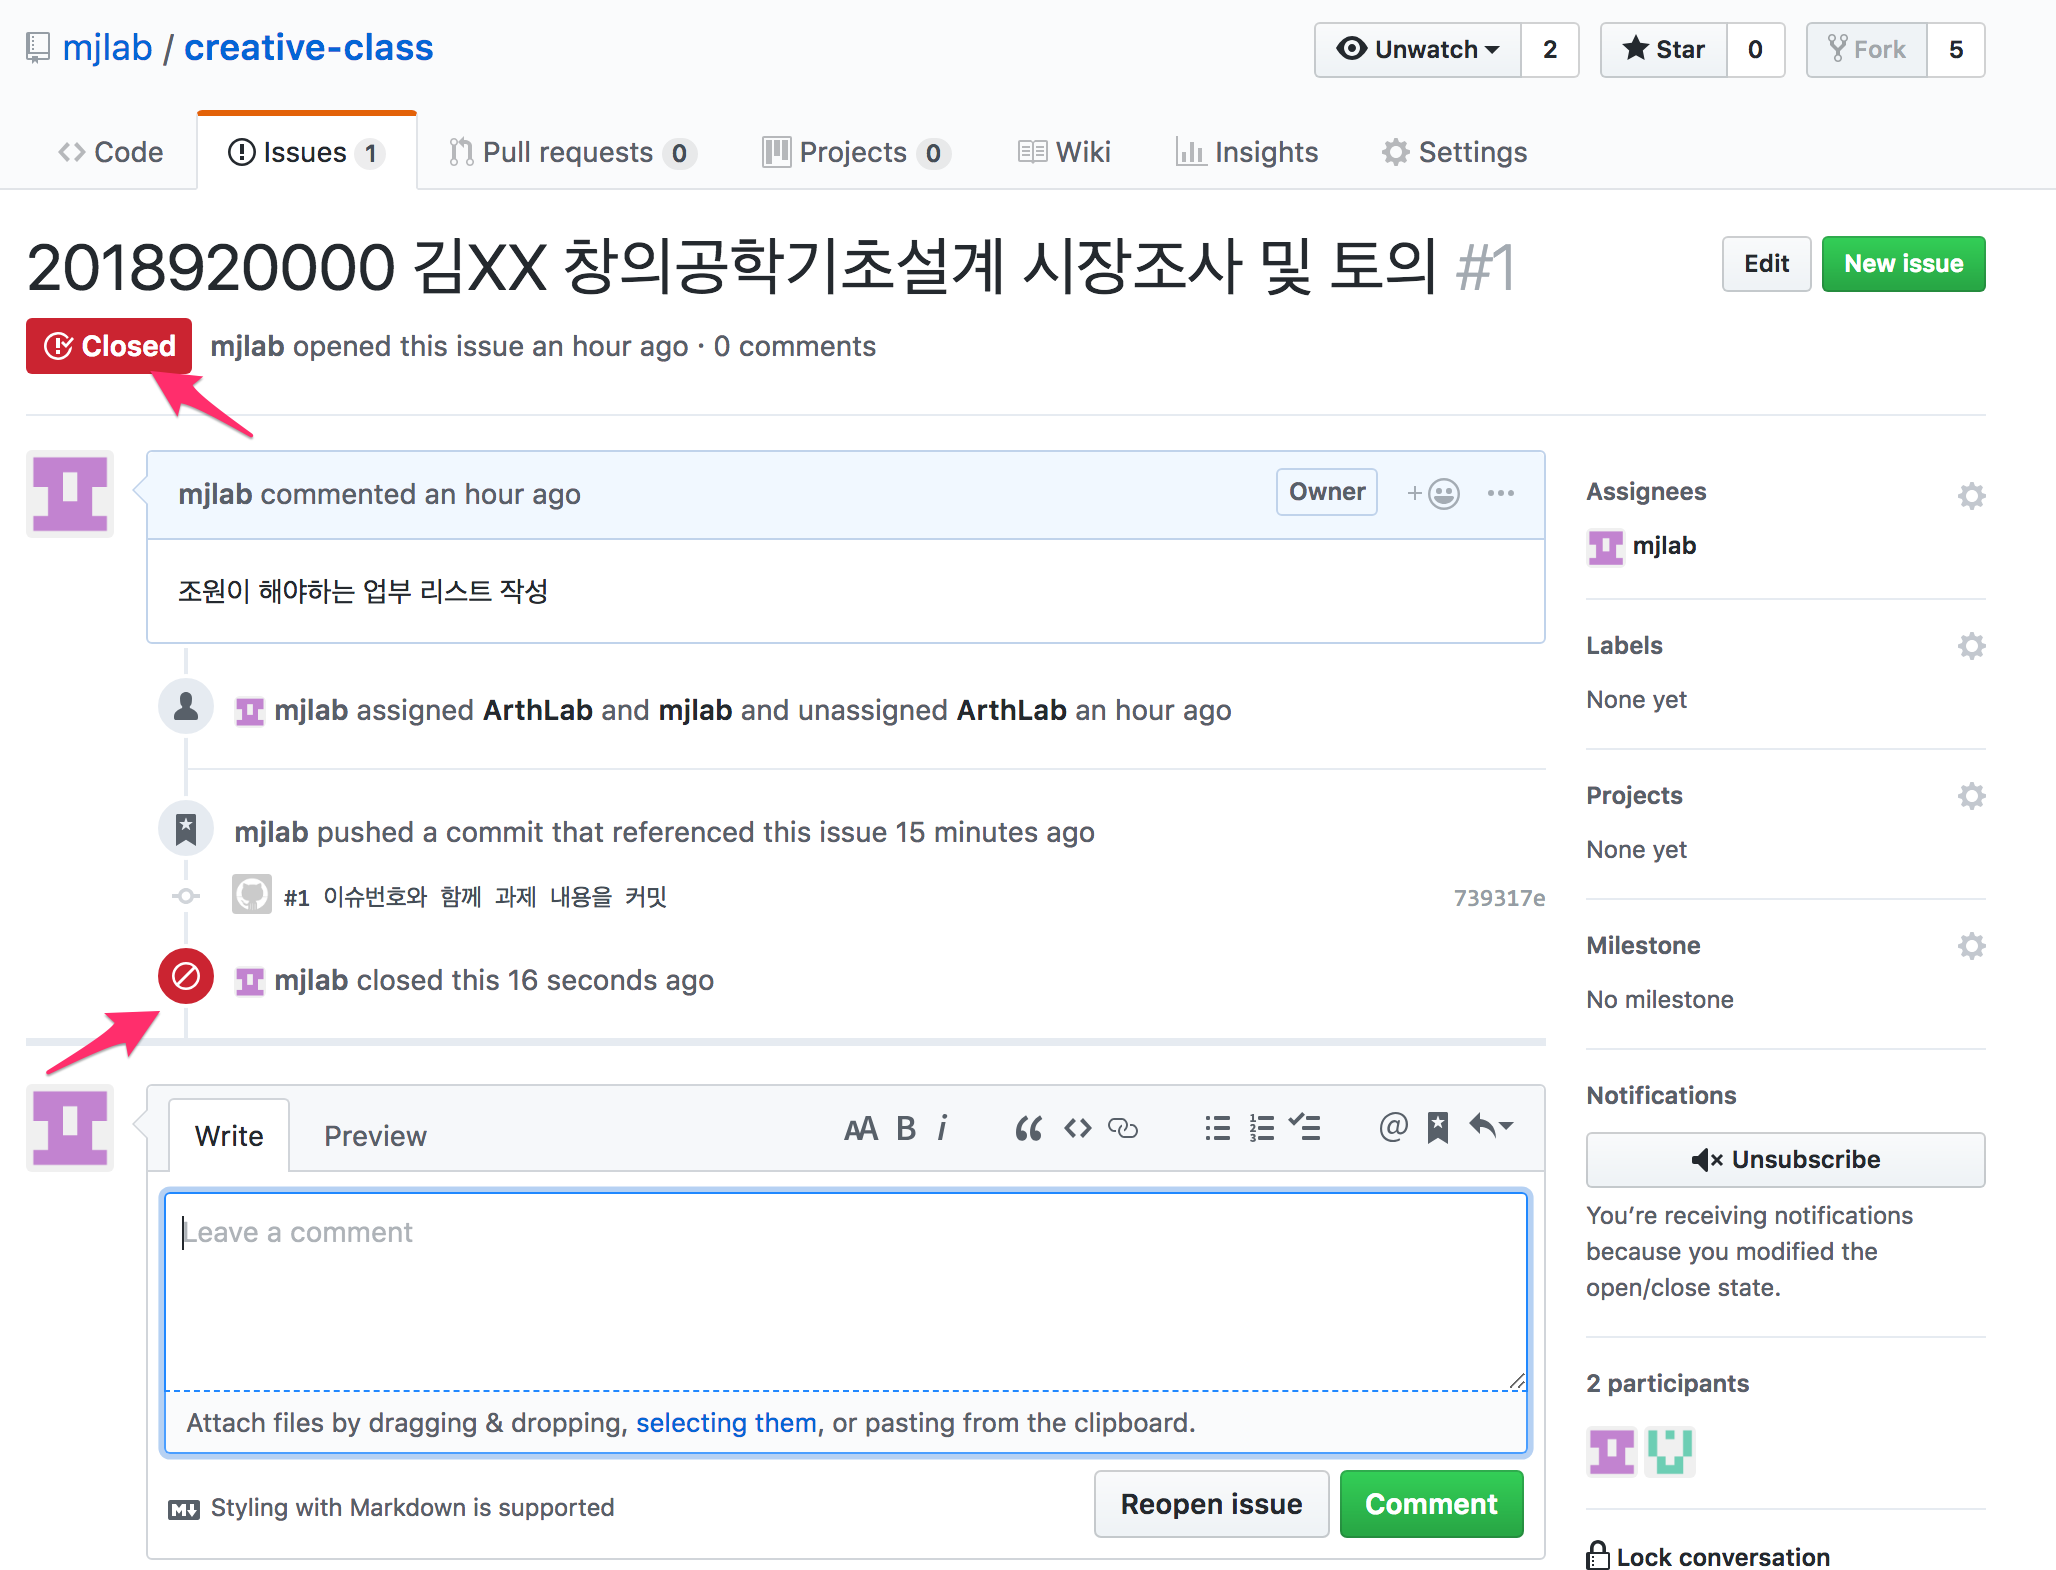 mjlab / creative-class
Unwatch 2
Star 0
Fork 5
Code
Issues 1
Pull requests 0
Projects 0
Wiki
Insights
Settings
2018920000 김XX 창의공학기초설계 시장조사 및 토의 #1
Edit
New issue
Closed
mjlab opened this issue an hour ago · 0 comments
mjlab commented an hour ago
Owner
조원이 해야하는 업부 리스트 작성
mjlab assigned ArthLab and mjlab and unassigned ArthLab an hour ago
mjlab pushed a commit that referenced this issue 15 minutes ago
#1 이슈번호와 함께 과제 내용을 커밋
739317e
mjlab closed this 16 seconds ago
Write
Preview
Leave a comment
Attach files by dragging & dropping, selecting them, or pasting from the clipboard.
Styling with Markdown is supported
Reopen issue
Comment
Assignees
mjlab
Labels
None yet
Projects
None yet
Milestone
No milestone
Notifications
Unsubscribe
You’re receiving notifications
because you modified the
open/close state.
2 participants
Lock conversation